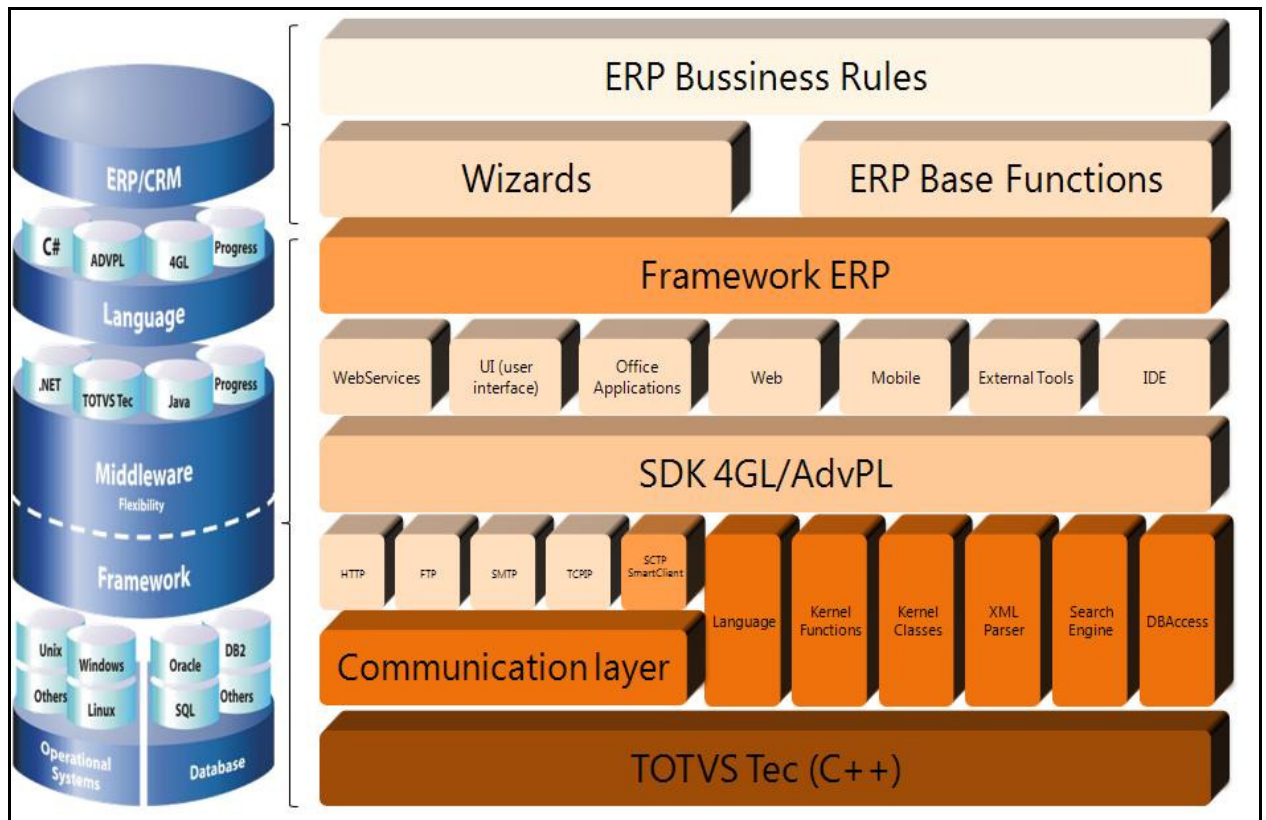 ERP/CRM
C#
ADVPL
4GL
Progress
Language
.NET
TOTVS Tec
Java
Progress
Middleware
Flexibility
Framework
Unix
Windows
Oracle
DB2
Others
Linux
SQL
Others
Operational
Systems
Database
ERP Bussiness Rules
Wizards
ERP Base Functions
Framework ERP
WebServices
UI (user
interface)
Office
Applications
Web
Mobile
External Tools
IDE
SDK 4GL/AdvPL
HTTP
FTP
SMTP
TCPIP
SCTP
SmartClient
Communication layer
Language
Kernel
Functions
Kernel
Classes
XML
Parser
Search
Engine
DBAccess
TOTVS Tec (C++)